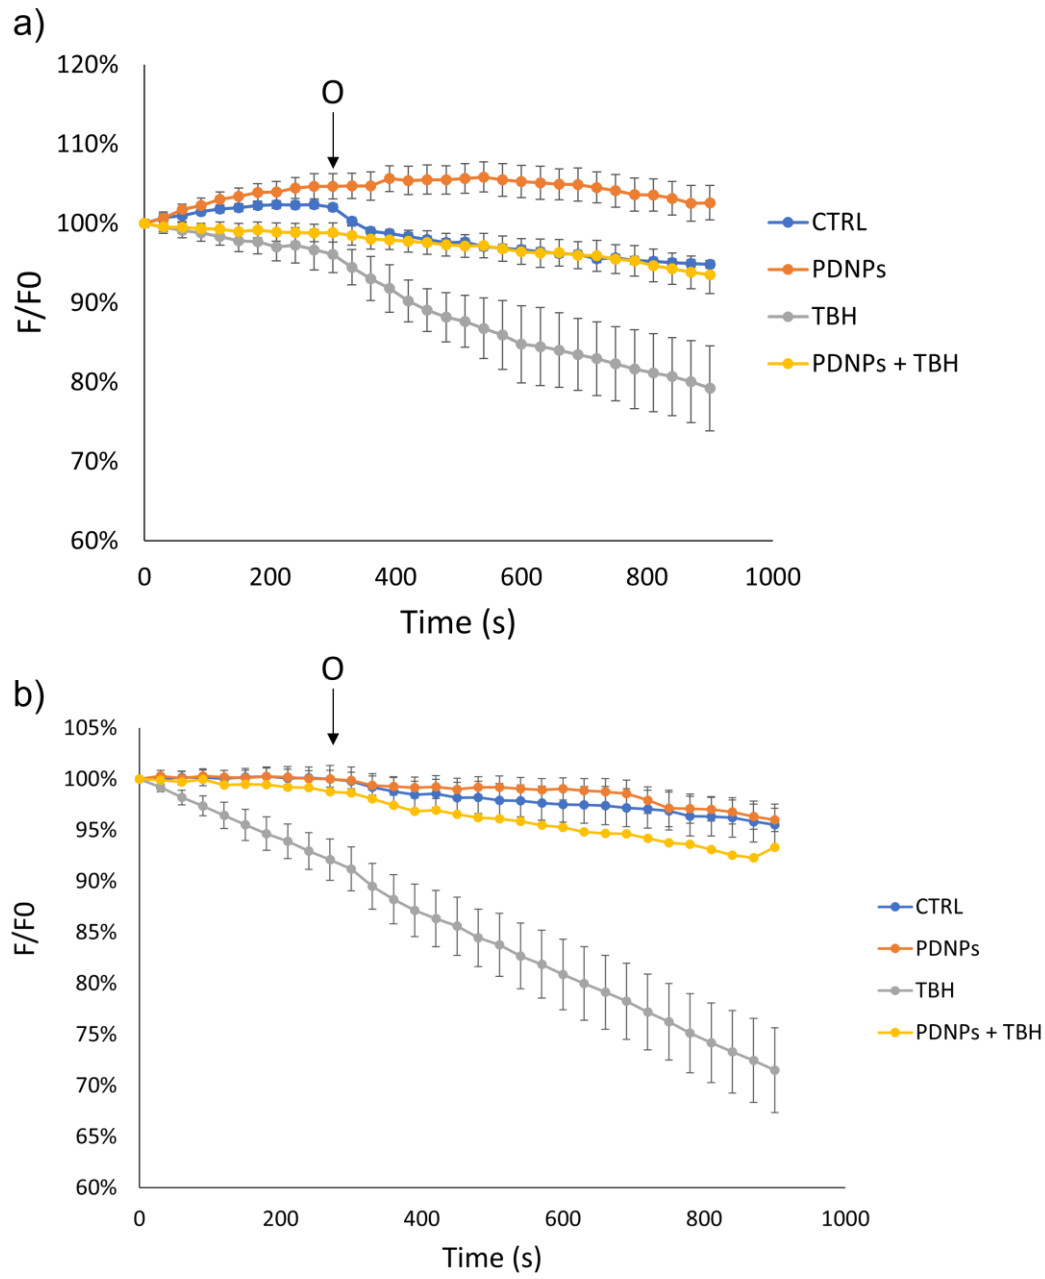 a)
120%
110%
100%
90%
80%
70%
60%
F/F0
O
0 200 400 600 800 1000
Time (s)
CTRL
PDNPs
TBH
PDNPs + TBH
b)
105%
100%
95%
90%
85%
80%
75%
70%
65%
60%
F/F0
O
0 200 400 600 800 1000
Time (s)
CTRL
PDNPs
TBH
PDNPs + TBH